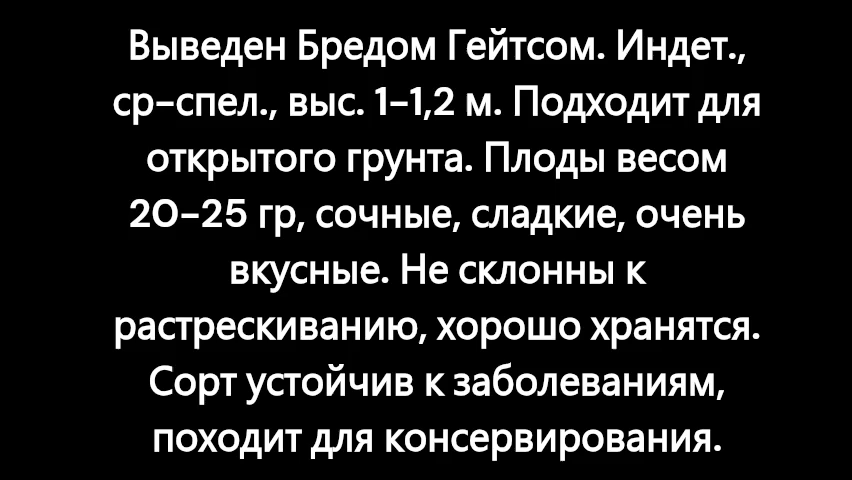 Выведен Бредом Гейтсом. Индет.,
ср-спел., выс. 1-1,2 м. Подходит для
открытого грунта. Плоды весом
20-25 гр, сочные, сладкие, очень
вкусные. Не склонны к
растрескиванию, хорошо хранятся.
Сорт устойчив к заболеваниям,
походит для консервирования.